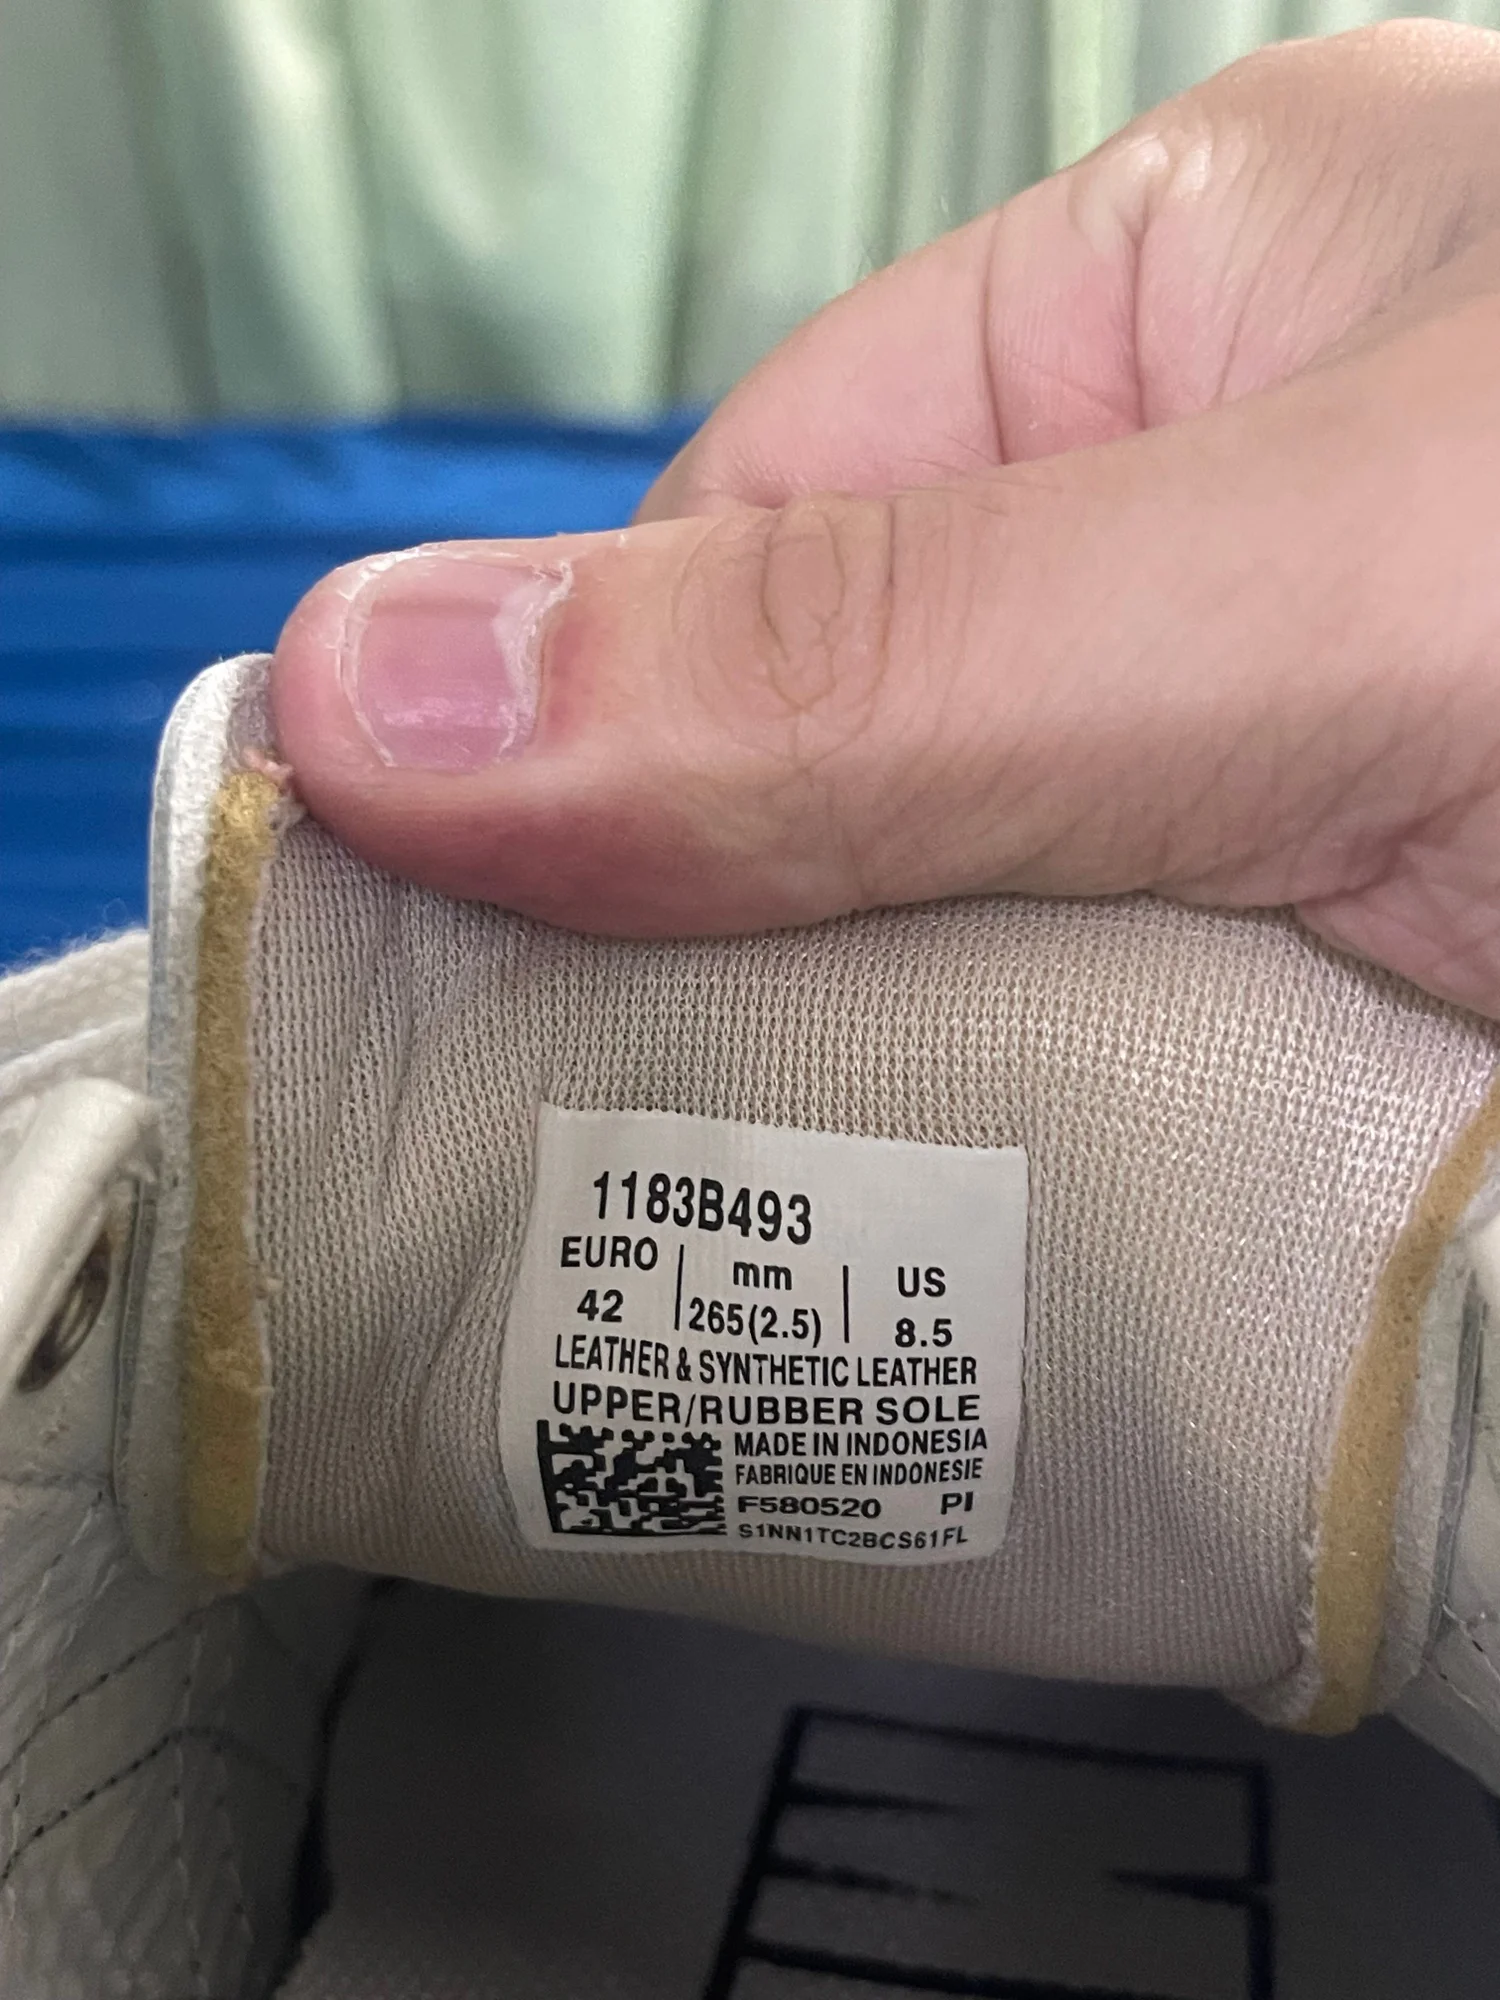 1183B493
EURO | mm | US
42 | 265(2.5) | 8.5
LEATHER & SYNTHETIC LEATHER
UPPER/RUBBER SOLE
MADE IN INDONESIA
FABRIQUE EN INDONESIE
F580520 PI
S1NN1TC2BCS61FL